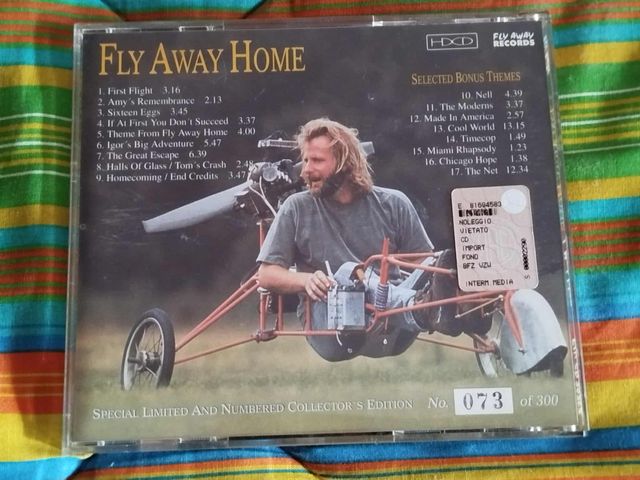 FLY AWAY HOME
HDCD
FLY AWAY
RECORDS
1. First Flight 3.16
2. Amy's Remembrance 2.13
3. Sixteen Eggs 3.45
4. If At First You Don't Succeed 3.37
5. Theme From Fly Away Home 4.00
6. Igor's Big Adventure 5.47
7. The Great Escape 6.39
8. Halls Of Glass / Tom's Crash 2.48
9. Homecoming / End Credits 3.47
SELECTED BONUS THEMES
10. Nell 4.39
11. The Moderns 3.37
12. Made In America 2.57
13. Cool World 13.15
14. Timecop 1.49
15. Miami Rhapsody 1.23
16. Chicago Hope 1.38
17. The Net 12.34
E 81694583
NOLEGGIO
VIETATO
CD
IMPORT
FONO
BFZ VZW
INTERM.MEDIA
S 00002290
SPECIAL LIMITED AND NUMBERED COLLECTOR'S EDITION No. 073 of 300